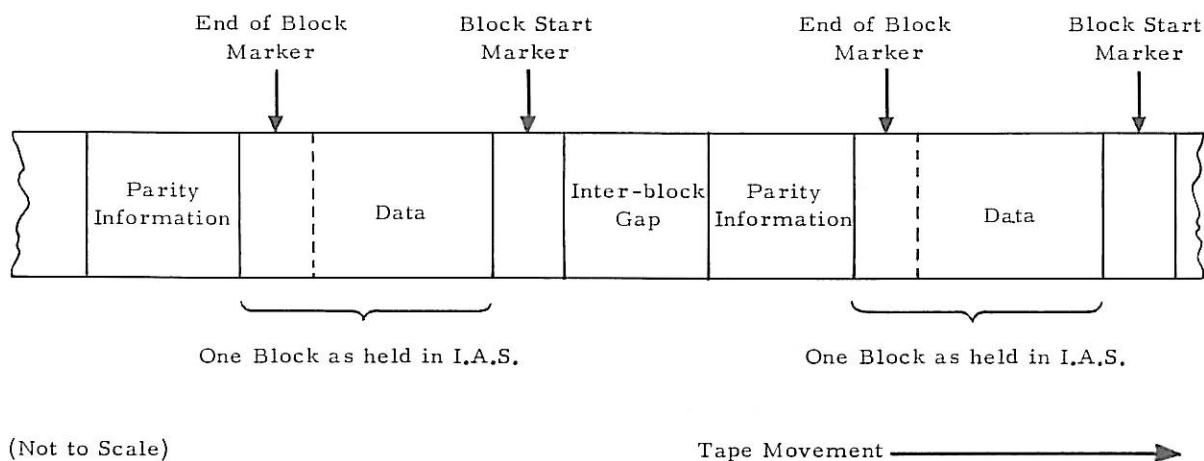 End of Block
Marker
Block Start
Marker
End of Block
Marker
Block Start
Marker
Parity
Information
Data
Inter-block
Gap
Parity
Information
Data
One Block as held in I.A.S.
One Block as held in I.A.S.
(Not to Scale)
Tape Movement